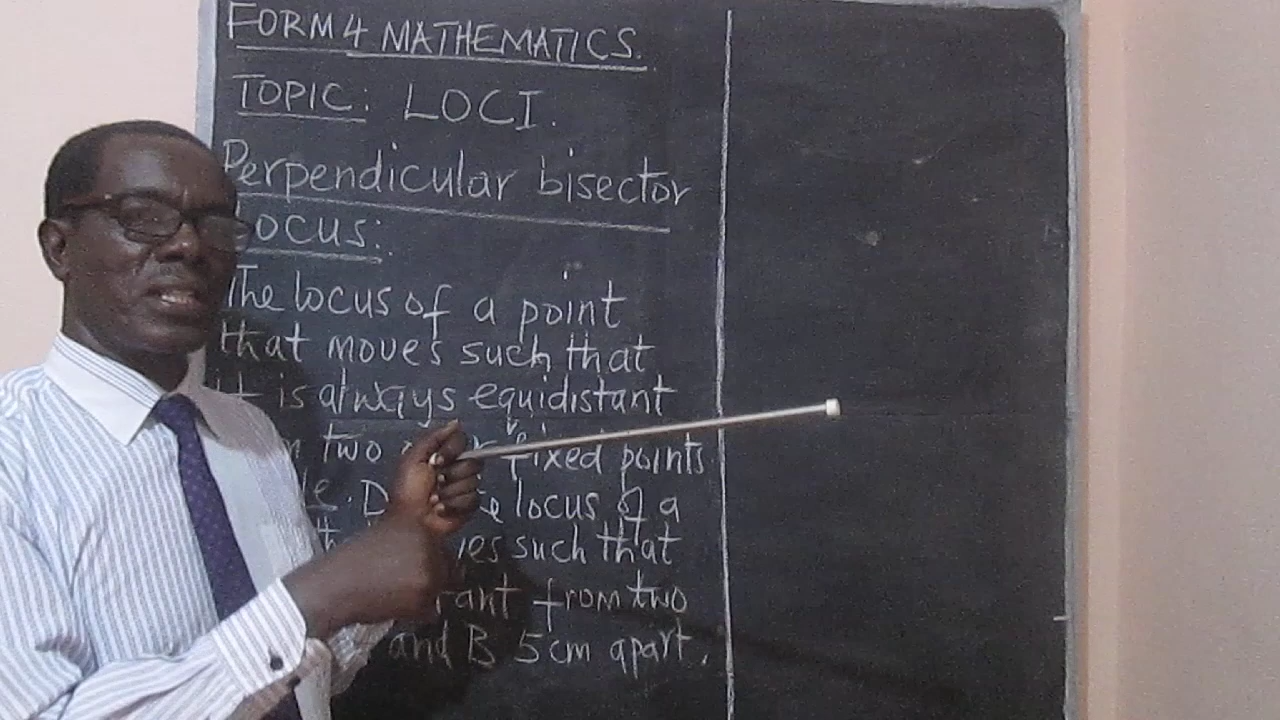 FORM 4 MATHEMATICS.
TOPIC: LOCI.
Perpendicular bisector
Locus:
The locus of a point
that moves such that
it is always equidistant
two fixed points
locus of a
such that
from two
and B 5cm apart.